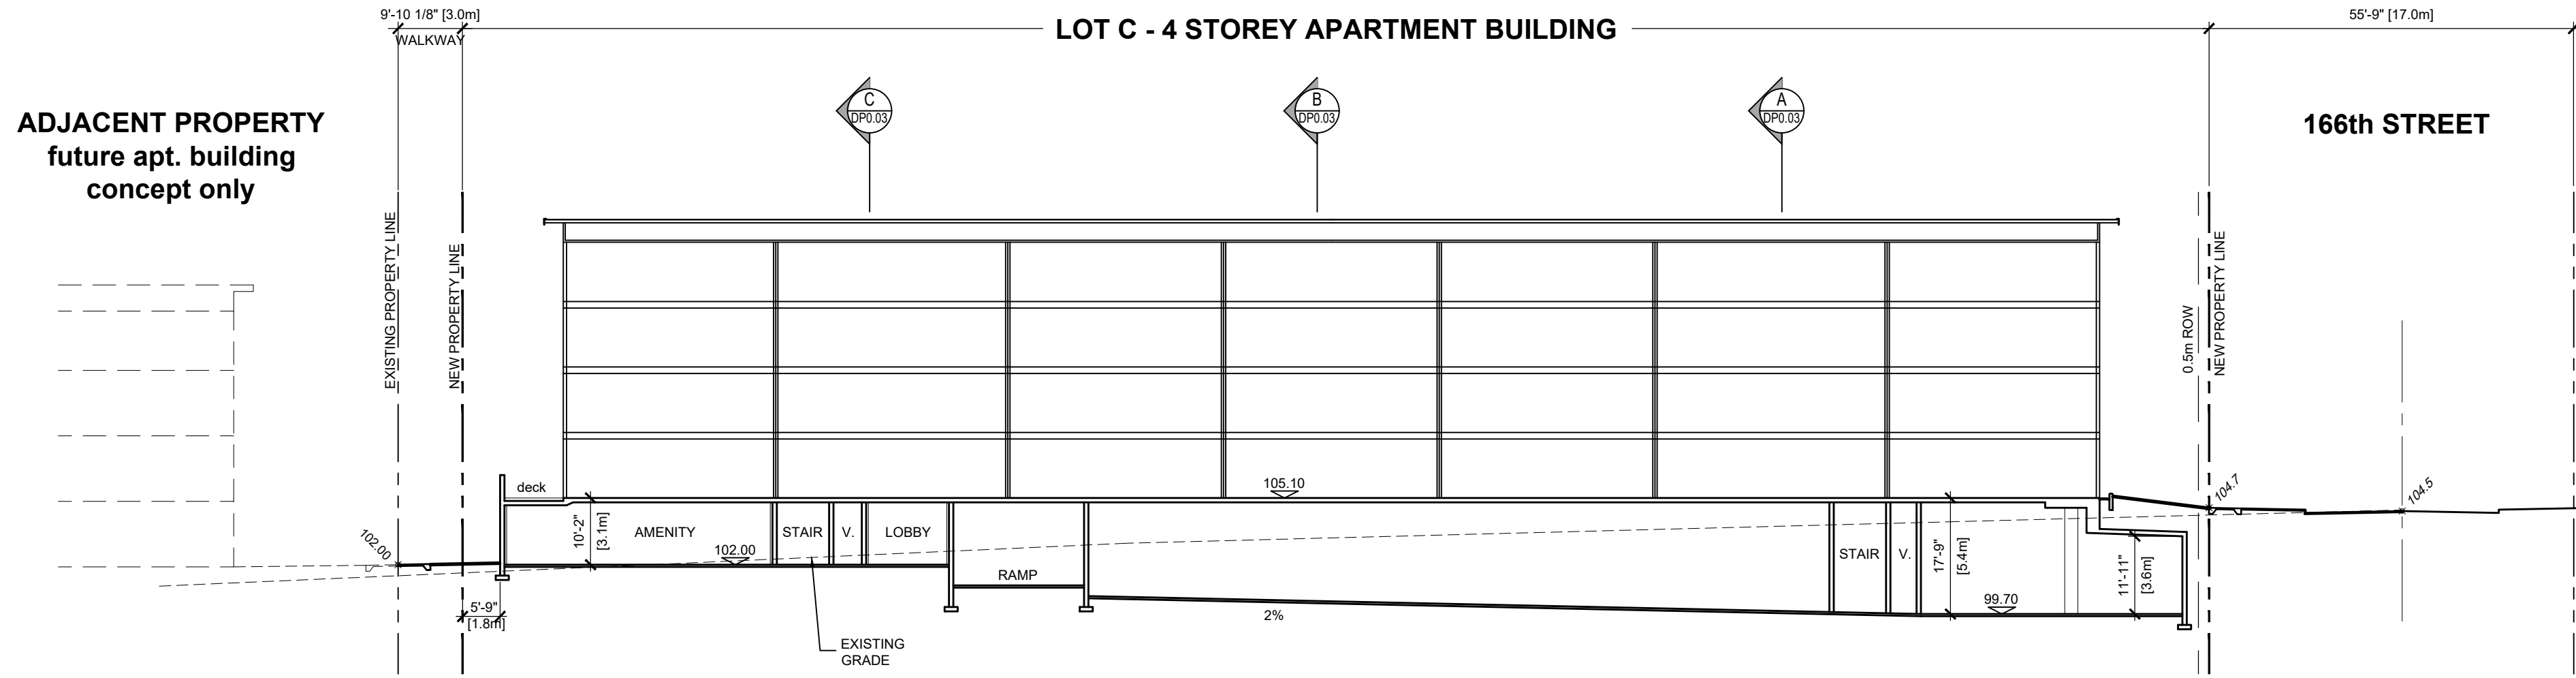 9'-10 1/8" [3.0m]
WALKWAY
LOT C - 4 STOREY APARTMENT BUILDING
55'-9" [17.0m]
C
DP0.03
B
DP0.03
A
DP0.03
ADJACENT PROPERTY
future apt. building
concept only
166th STREET
EXISTING PROPERTY LINE
NEW PROPERTY LINE
0.5m ROW
NEW PROPERTY LINE
deck
105.10
104.7
104.5
102.00
10'-2"
[3.1m]
AMENITY
102.00
STAIR
V.
LOBBY
RAMP
STAIR
V.
17'-9"
[5.4m]
99.70
11'-11"
[3.6m]
5'-9"
[1.8m]
2%
EXISTING
GRADE